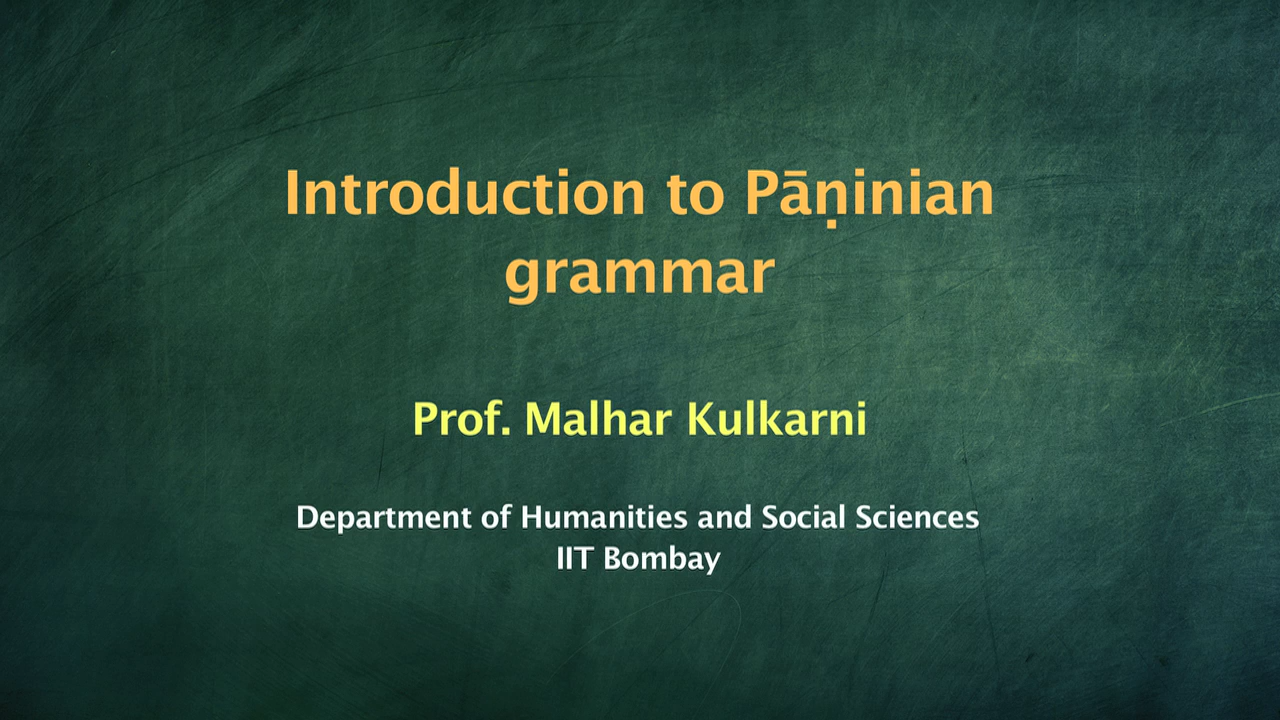 Introduction to Pāṇinian
grammar
Prof. Malhar Kulkarni
Department of Humanities and Social Sciences
IIT Bombay